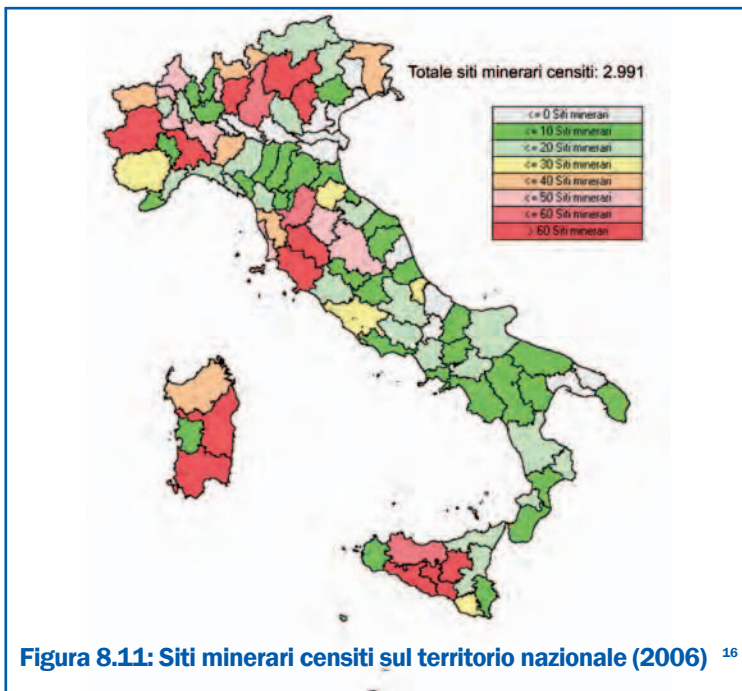 Totale siti minerari censiti: 2.991
<= 0 Siti minerari
<= 10 Siti minerari
<= 20 Siti minerari
<= 30 Siti minerari
<= 40 Siti minerari
<= 50 Siti minerari
<= 60 Siti minerari
> 60 Siti minerari
Figura 8.11: Siti minerari censiti sul territorio nazionale (2006) 16